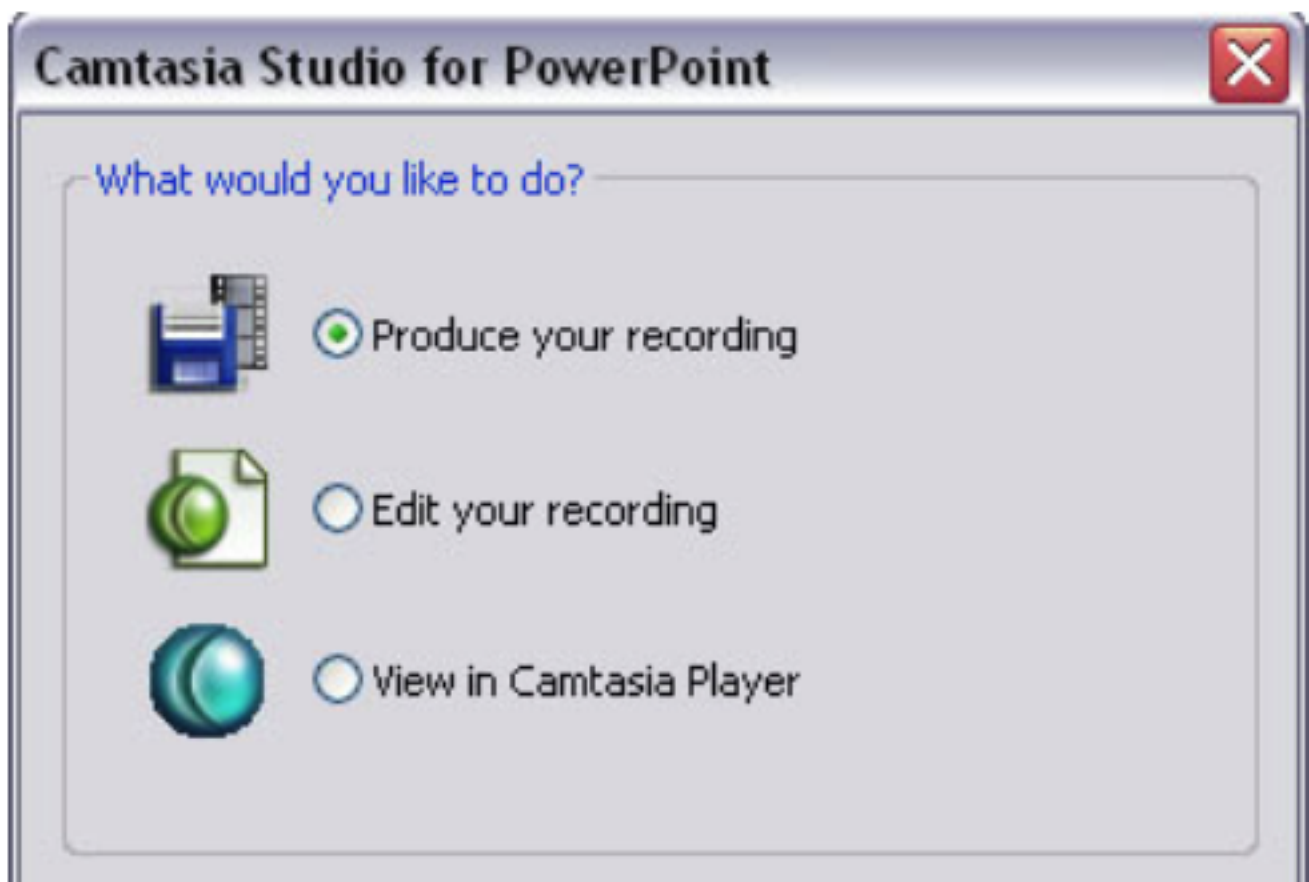 Camtasia Studio for PowerPoint
What would you like to do?
Produce your recording
Edit your recording
View in Camtasia Player